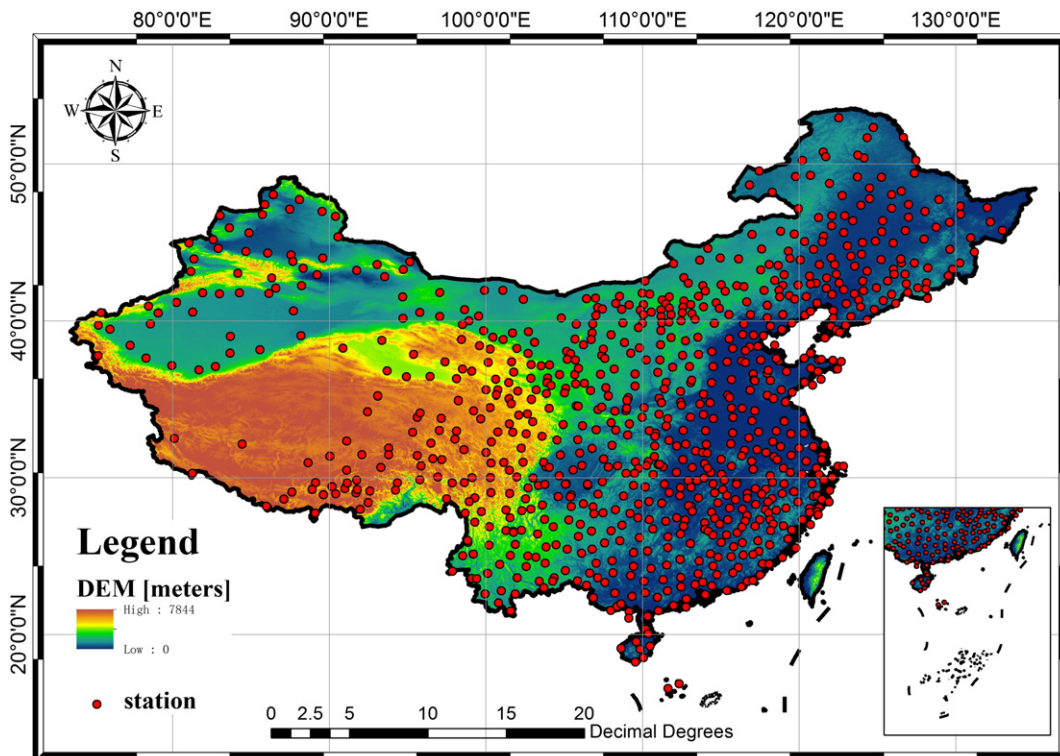 80°0'0"E 90°0'0"E 100°0'0"E 110°0'0"E 120°0'0"E 130°0'0"E
N
W E
S
50°0'0"N
40°0'0"N
30°0'0"N
20°0'0"N
Legend
DEM [meters]
High : 7844
Low : 0
station
0 2.5 5 10 15 20
Decimal Degrees